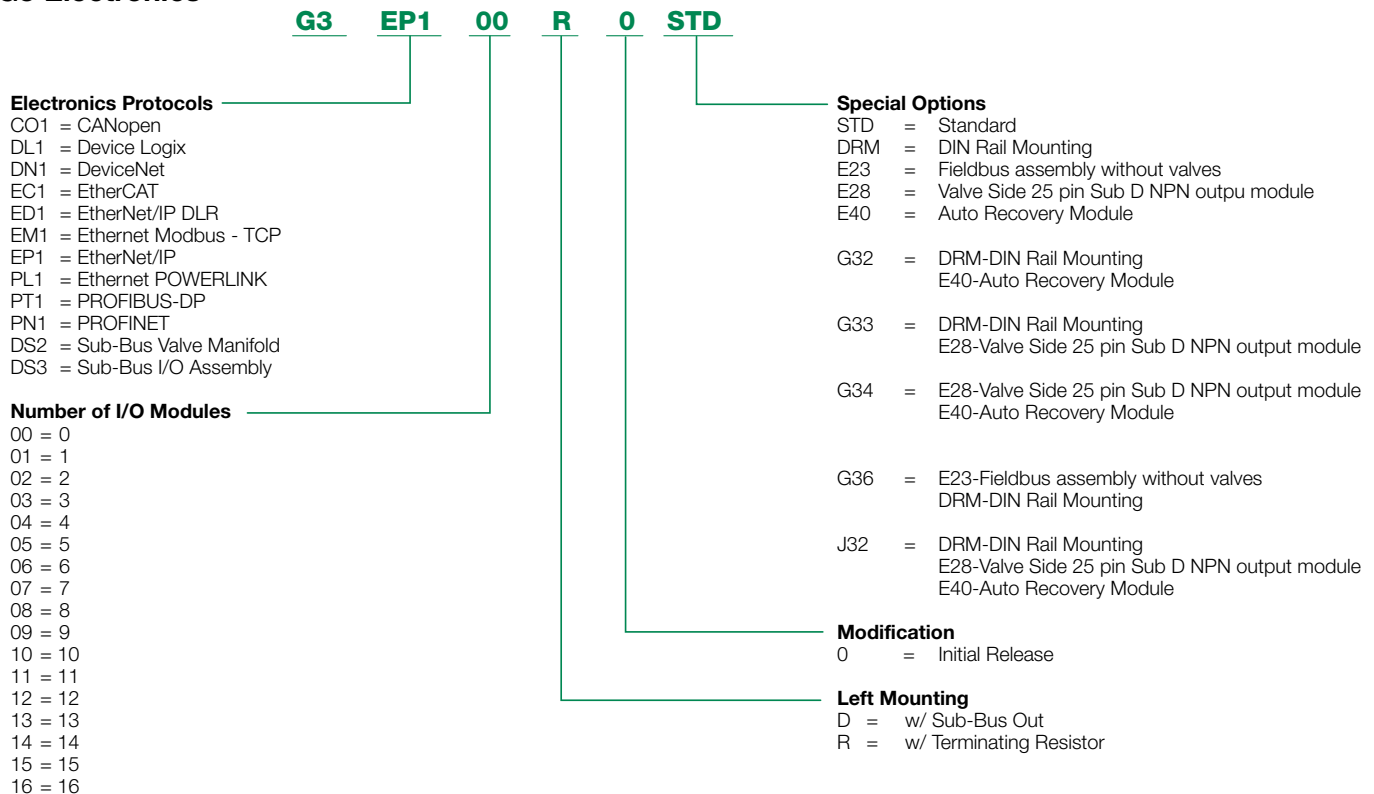 G3 EP1 00 R 0 STD
Electronics Protocols
CO1 = CANopen
DL1 = Device Logix
DN1 = DeviceNet
EC1 = EtherCAT
ED1 = EtherNet/IP DLR
EM1 = Ethernet Modbus - TCP
EP1 = EtherNet/IP
PL1 = Ethernet POWERLINK
PT1 = PROFIBUS-DP
PN1 = PROFINET
DS2 = Sub-Bus Valve Manifold
DS3 = Sub-Bus I/O Assembly
Number of I/O Modules
00 = 0
01 = 1
02 = 2
03 = 3
04 = 4
05 = 5
06 = 6
07 = 7
08 = 8
09 = 9
10 = 10
11 = 11
12 = 12
13 = 13
14 = 14
15 = 15
16 = 16
Special Options
STD = Standard
DRM = DIN Rail Mounting
E23 = Fieldbus assembly without valves
E28 = Valve Side 25 pin Sub D NPN outpu module
E40 = Auto Recovery Module
G32 = DRM-DIN Rail Mounting
E40-Auto Recovery Module
G33 = DRM-DIN Rail Mounting
E28-Valve Side 25 pin Sub D NPN output module
G34 = E28-Valve Side 25 pin Sub D NPN output module
E40-Auto Recovery Module
G36 = E23-Fieldbus assembly without valves
DRM-DIN Rail Mounting
J32 = DRM-DIN Rail Mounting
E28-Valve Side 25 pin Sub D NPN output module
E40-Auto Recovery Module
Modification
0 = Initial Release
Left Mounting
D = w/ Sub-Bus Out
R = w/ Terminating Resistor